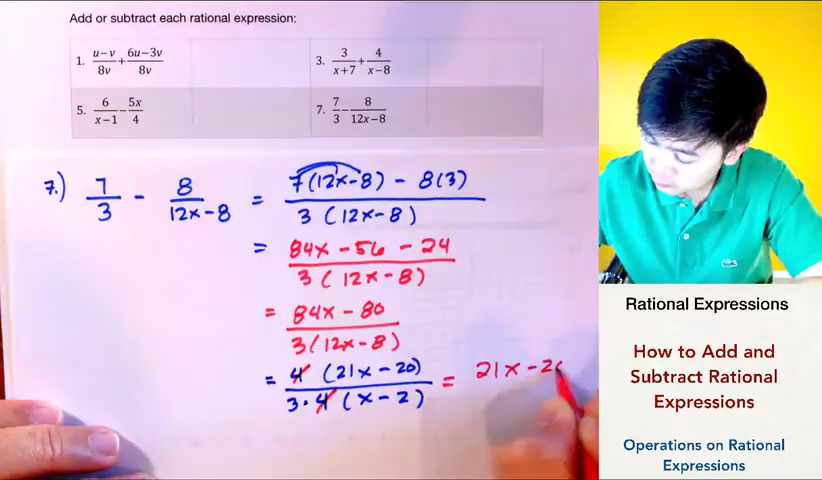 Add or subtract each rational expression:
1. (u−v)/8v + (6u−3v)/8v
3. 3/(x+7) + 4/(x−8)
5. 6/(x−1) − 5x/4
7. 7/3 − 8/(12x−8)
7.) 7/3 - 8/(12x-8) = (7(12x-8) - 8(3))/(3(12x-8))
= (84x - 56 - 24)/(3(12x-8))
= (84x - 80)/(3(12x-8))
= (4(21x-20))/(3·4(x-2)) = 21x-20
Rational Expressions
How to Add and
Subtract Rational
Expressions
Operations on Rational
Expressions